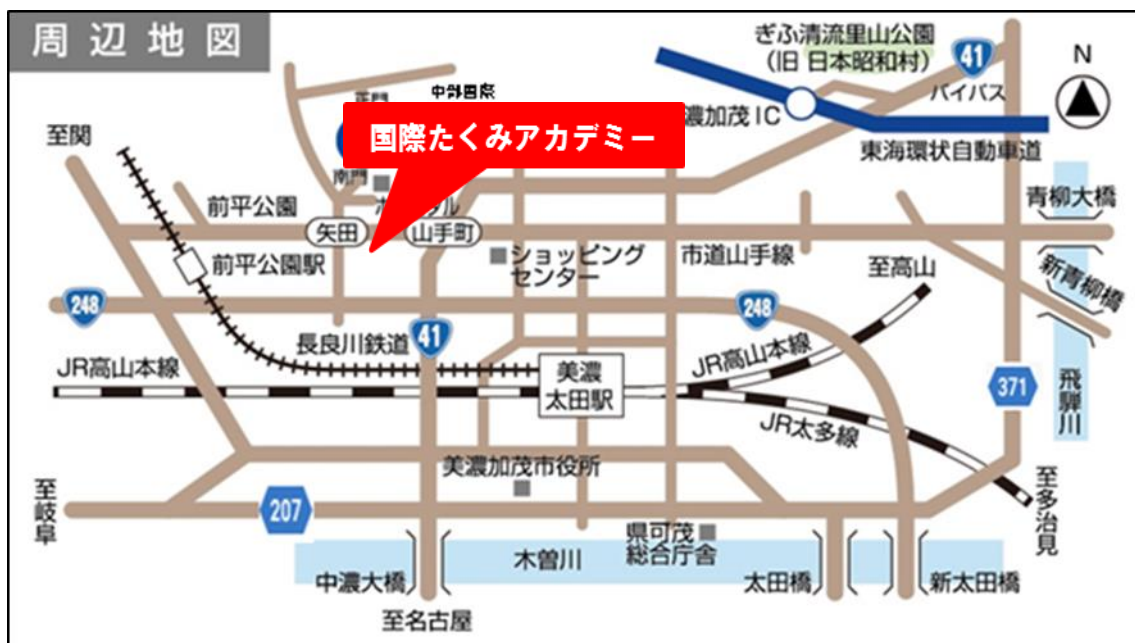 周辺地図
ぎふ清流里山公園
(旧 日本昭和村)
41
バイパス
N
中部国際
正門
国際たくみアカデミー
濃加茂IC
東海環状自動車道
至関
南門
青柳大橋
前平公園
矢田
山手町
ショッピング
センター
市道山手線
至高山
新青柳橋
前平公園駅
248
248
41
長良川鉄道
JR高山本線
美濃
太田駅
JR高山本線
371
飛騨川
JR太多線
美濃加茂市役所
至岐阜
207
至多治見
県可茂
総合庁舎
木曽川
中濃大橋
太田橋
新太田橋
至名古屋